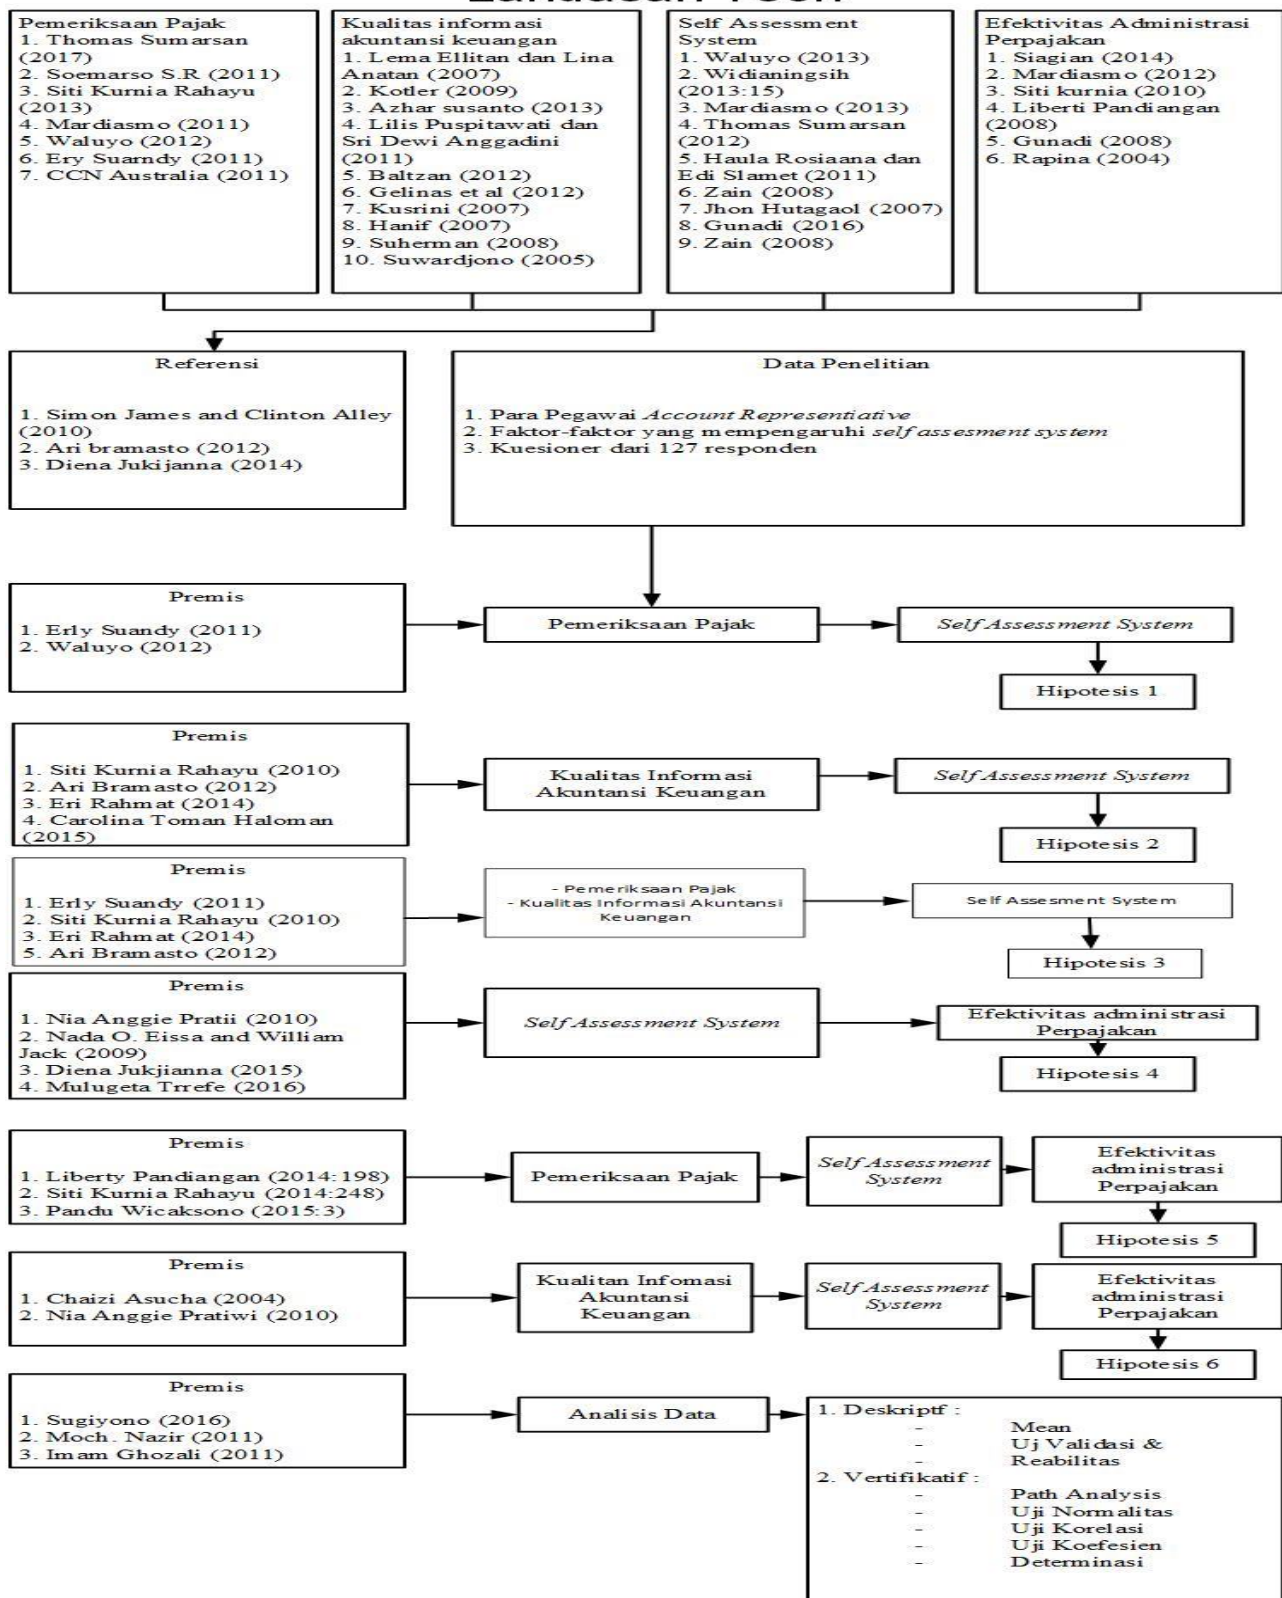 Landasan Teori
Pemeriksaan Pajak
1. Thomas Sumarsan
(2017)
2. Soemarso S.R (2011)
3. Siti Kurnia Rahayu
(2013)
4. Mardiasmo (2011)
5. Waluyo (2012)
6. Ery Suarndy (2011)
7. CCN Australia (2011)
Kualitas informasi
akuntansi keuangan
1. Lema Ellitan dan Lina
Anatan (2007)
2. Kotler (2009)
3. Azhar susanto (2013)
4. Lilis Puspitawati dan
Sri Dewi Anggadini
(2011)
5. Baltzan (2012)
6. Gelinas et al (2012)
7. Kusrini (2007)
8. Hanif (2007)
9. Suherman (2008)
10. Suwardjono (2005)
Self Assessment
System
1. Waluyo (2013)
2. Widianingsih
(2013:15)
3. Mardiasmo (2013)
4. Thomas Sumarsan
(2012)
5. Haula Rosiaana dan
Edi Slamet (2011)
6. Zain (2008)
7. Jhon Hutagaol (2007)
8. Gunadi (2016)
9. Zain (2008)
Efektivitas Administrasi
Perpajakan
1. Siagian (2014)
2. Mardiasmo (2012)
3. Siti kurnia (2010)
4. Liberti Pandiangan
(2008)
5. Gunadi (2008)
6. Rapina (2004)
Referensi
1. Simon James and Clinton Alley
(2010)
2. Ari bramasto (2012)
3. Diena Jukijanna (2014)
Data Penelitian
1. Para Pegawai Account Representiative
2. Faktor-faktor yang mempengaruhi self assesment system
3. Kuesioner dari 127 responden
Premis
1. Erly Suandy (2011)
2. Waluyo (2012)
Pemeriksaan Pajak
Self Assessment System
Hipotesis 1
Premis
1. Siti Kurnia Rahayu (2010)
2. Ari Bramasto (2012)
3. Eri Rahmat (2014)
4. Carolina Toman Haloman
(2015)
Kualitas Informasi
Akuntansi Keuangan
Self Assessment System
Hipotesis 2
Premis
1. Erly Suandy (2011)
2. Siti Kurnia Rahayu (2010)
3. Eri Rahmat (2014)
5. Ari Bramasto (2012)
- Pemeriksaan Pajak
- Kualitas Informasi Akuntansi
Keuangan
Self Assesment System
Hipotesis 3
Premis
1. Nia Anggie Pratii (2010)
2. Nada O. Eissa and William
Jack (2009)
3. Diena Jukjianna (2015)
4. Mulugeta Trrefe (2016)
Self Assessment System
Efektivitas administrasi
Perpajakan
Hipotesis 4
Premis
1. Liberty Pandiangan (2014:198)
2. Siti Kurnia Rahayu (2014:248)
3. Pandu Wicaksono (2015:3)
Pemeriksaan Pajak
Self Assessment
System
Efektivitas
administrasi
Perpajakan
Hipotesis 5
Premis
1. Chaizi Asucha (2004)
2. Nia Anggie Pratiwi (2010)
Kualitan Infomasi
Akuntansi
Keuangan
Self Assessment
System
Efektivitas
administrasi
Perpajakan
Hipotesis 6
Premis
1. Sugiyono (2016)
2. Moch. Nazir (2011)
3. Imam Ghozali (2011)
Analisis Data
1. Deskriptf :
- Mean
- Uj Validasi &
- Reabilitas
2. Vertifikatif :
- Path Analysis
- Uji Normalitas
- Uji Korelasi
- Uji Koefesien
- Determinasi